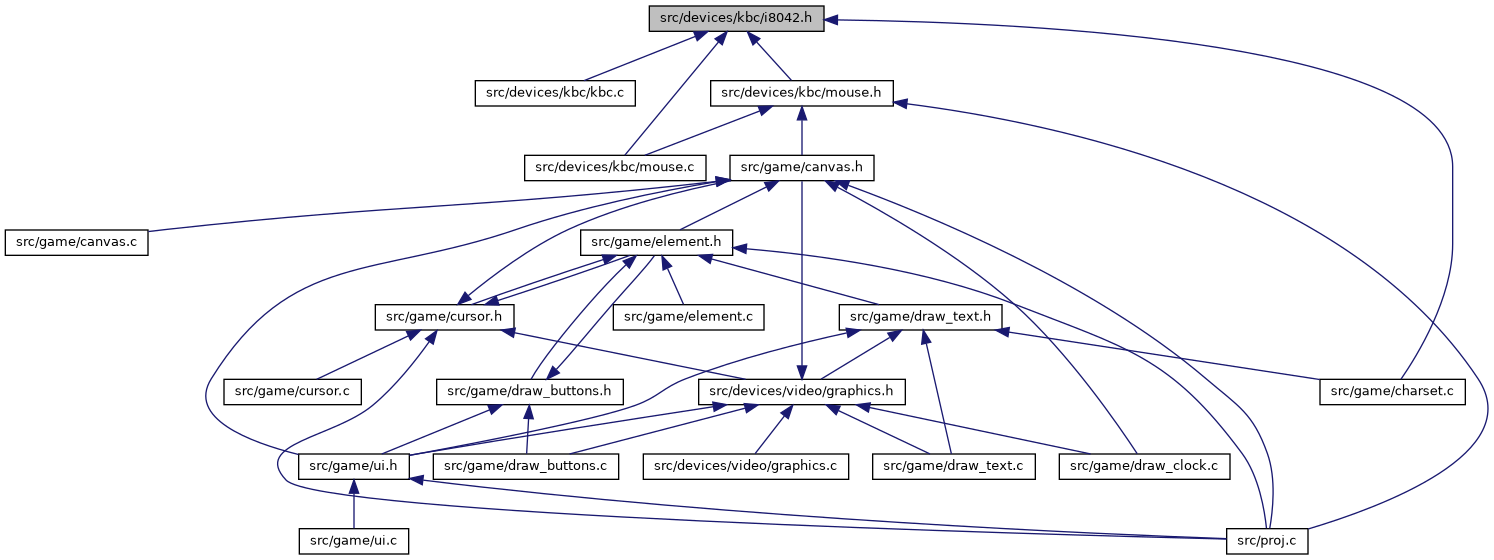 src/devices/kbc/i8042.h
src/devices/kbc/kbc.c
src/devices/kbc/mouse.h
src/devices/kbc/mouse.c
src/game/canvas.h
src/game/canvas.c
src/game/element.h
src/game/cursor.h
src/game/element.c
src/game/draw_text.h
src/game/cursor.c
src/game/draw_buttons.h
src/devices/video/graphics.h
src/game/charset.c
src/game/ui.h
src/game/draw_buttons.c
src/devices/video/graphics.c
src/game/draw_text.c
src/game/draw_clock.c
src/game/ui.c
src/proj.c